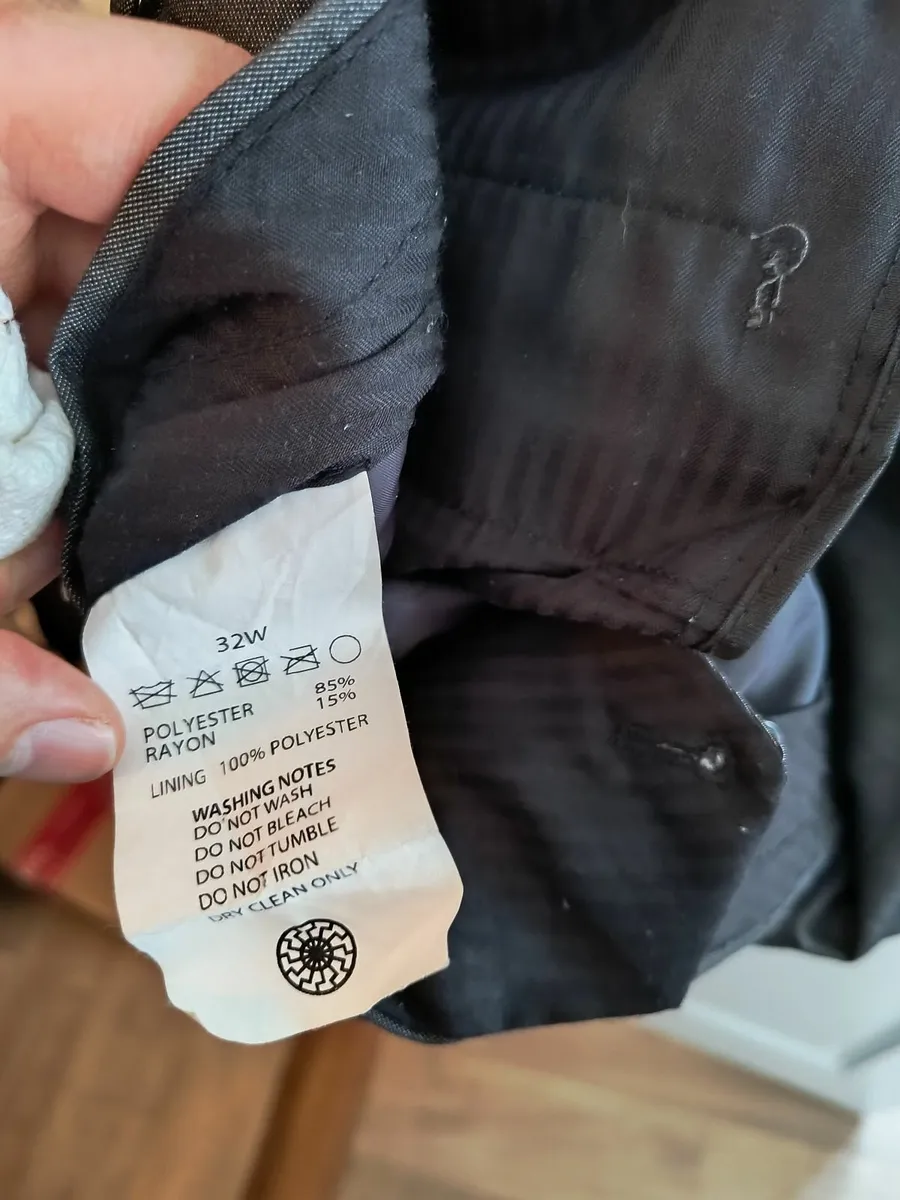 32W
POLYESTER 85%
RAYON 15%
LINING 100% POLYESTER
WASHING NOTES
DO NOT WASH
DO NOT BLEACH
DO NOT TUMBLE
DO NOT IRON
DRY CLEAN ONLY